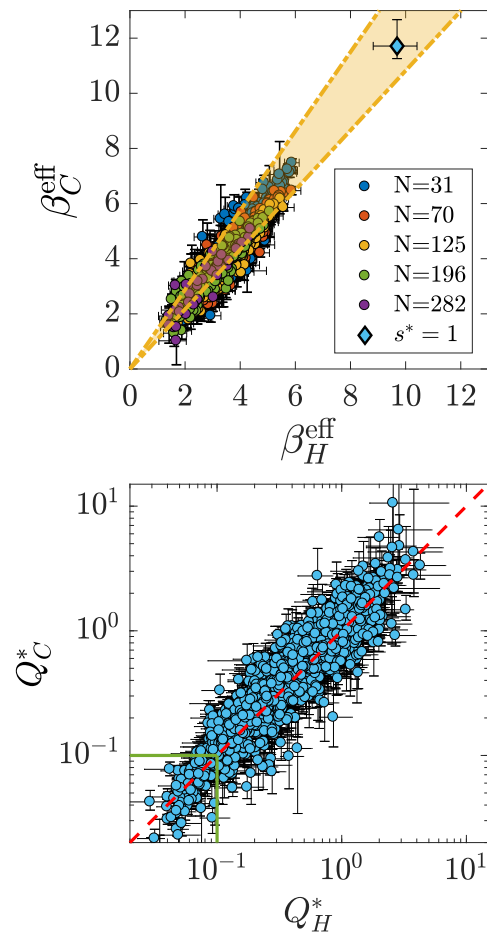 12
10
8
6
4
2
0
β_C^eff
N=31
N=70
N=125
N=196
N=282
s* = 1
0 2 4 6 8 10 12
β_H^eff
10^1
10^0
10^-1
Q_C^*
10^-1 10^0 10^1
Q_H^*